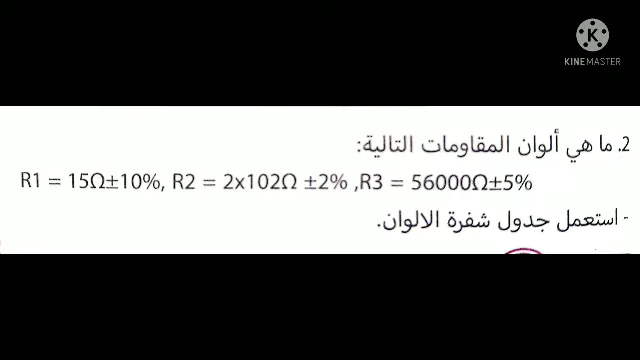 KINEMASTER
2. ما هي ألوان المقاومات التالية:
R1 = 15Ω±10%, R2 = 2x102Ω ±2% ,R3 = 56000Ω±5%
- استعمل جدول شفرة الالوان.